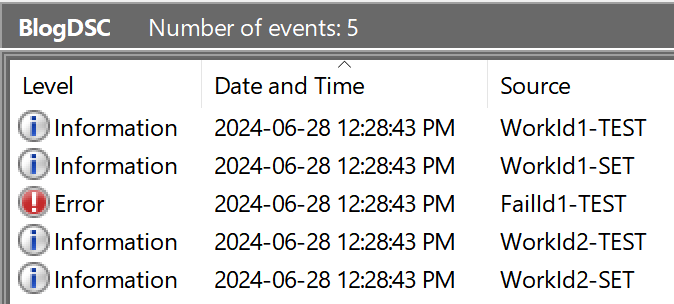 BlogDSC Number of events: 5
Level Date and Time Source
Information 2024-06-28 12:28:43 PM WorkId1-TEST
Information 2024-06-28 12:28:43 PM WorkId1-SET
Error 2024-06-28 12:28:43 PM FailId1-TEST
Information 2024-06-28 12:28:43 PM WorkId2-TEST
Information 2024-06-28 12:28:43 PM WorkId2-SET